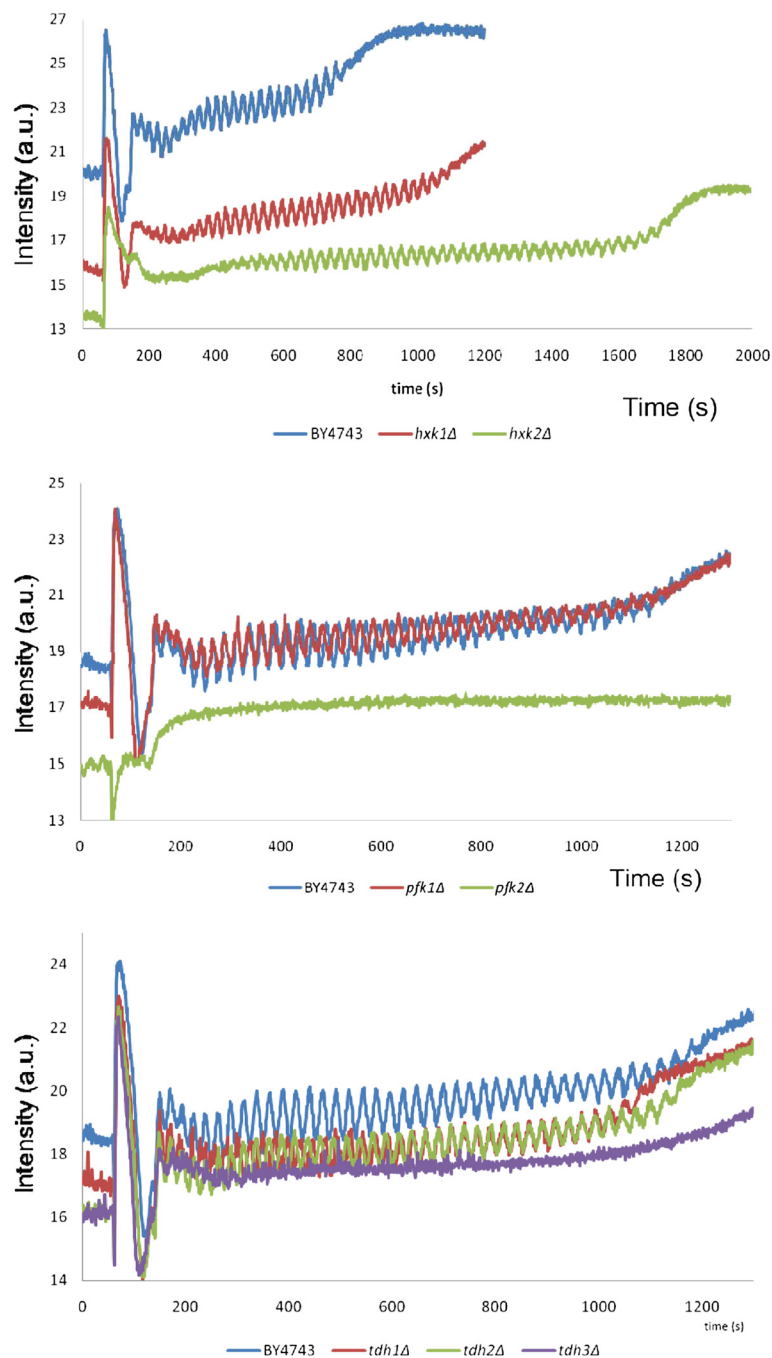 Intensity (a.u.)
27
25
23
21
19
17
15
13
0 200 400 600 800 1000 1200 1400 1600 1800 2000
time (s)
Time (s)
BY4743 hxk1Δ hxk2Δ
Intensity (a.u.)
25
23
21
19
17
15
13
0 200 400 600 800 1000 1200
BY4743 pfk1Δ pfk2Δ
Time (s)
Intensity (a.u.)
24
22
20
18
16
14
0 200 400 600 800 1000 1200
time (s)
BY4743 tdh1Δ tdh2Δ tdh3Δ